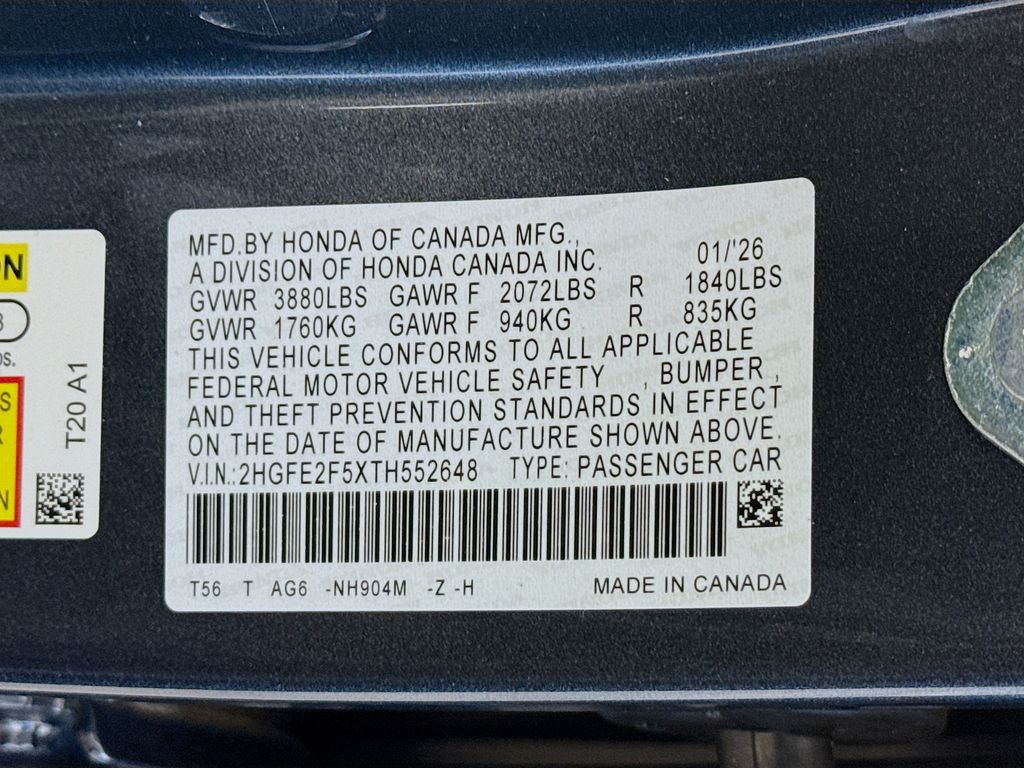 MFD.BY HONDA OF CANADA MFG.,
A DIVISION OF HONDA CANADA INC. 01/'26
GVWR 3880LBS GAWR F 2072LBS R 1840LBS
GVWR 1760KG GAWR F 940KG R 835KG
THIS VEHICLE CONFORMS TO ALL APPLICABLE
FEDERAL MOTOR VEHICLE SAFETY , BUMPER ,
AND THEFT PREVENTION STANDARDS IN EFFECT
ON THE DATE OF MANUFACTURE SHOWN ABOVE.
V.I.N.:2HGFE2F5XTH552648 TYPE:PASSENGER CAR
T56 T AG6 -NH904M -Z -H MADE IN CANADA
T20 A1